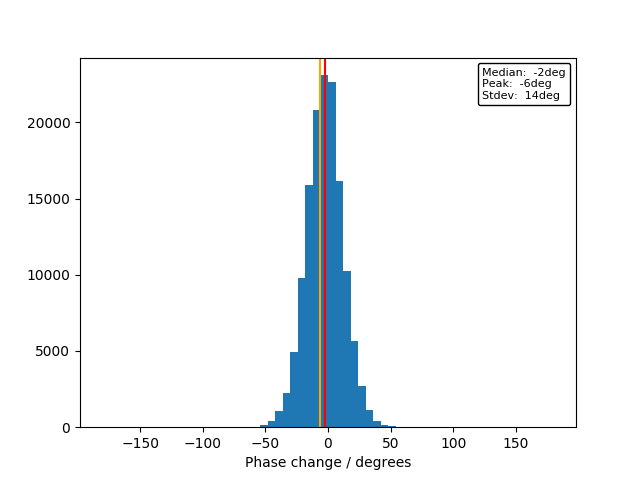 Median:  -2deg
Peak:  -6deg
Stdev:  14deg
20000
15000
10000
5000
0
−150 −100 −50 0 50 100 150
Phase change / degrees